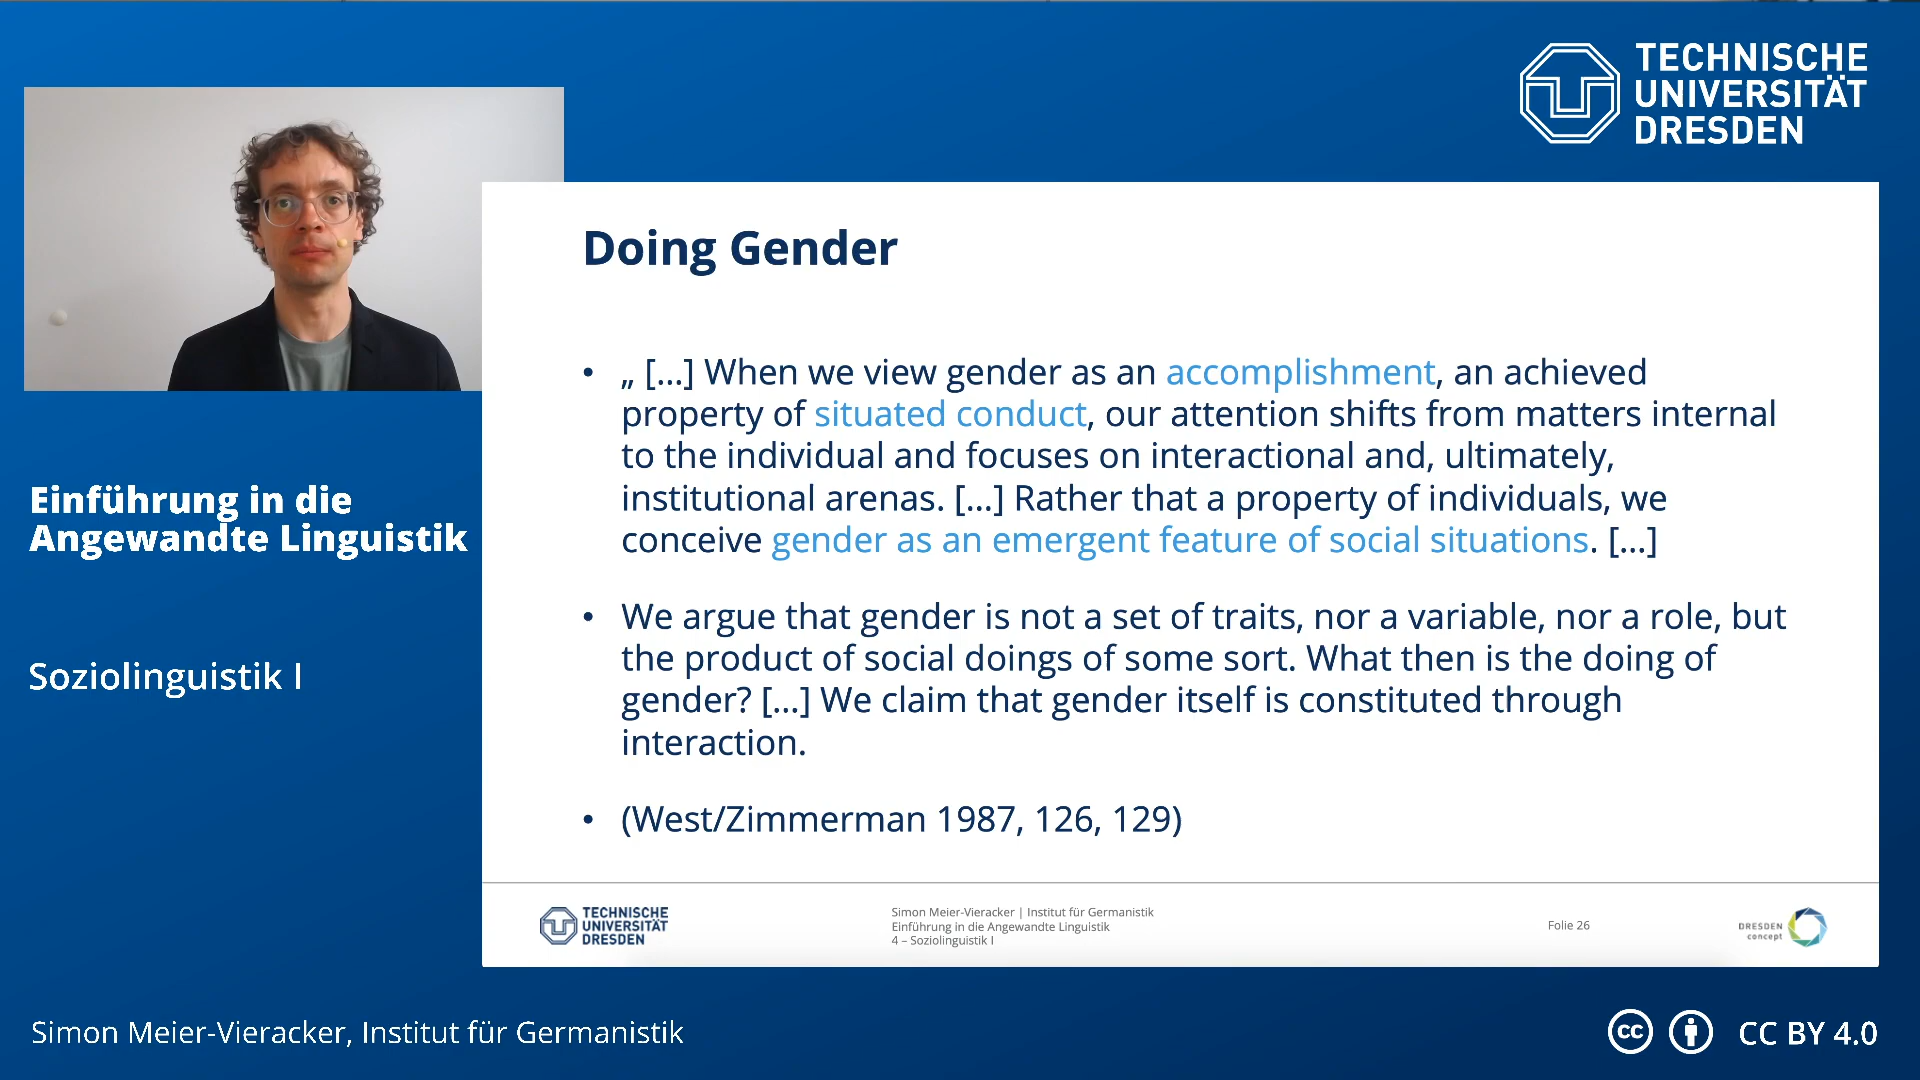 TECHNISCHE
UNIVERSITÄT
DRESDEN
Doing Gender
• „ [...] When we view gender as an accomplishment, an achieved
property of situated conduct, our attention shifts from matters internal
to the individual and focuses on interactional and, ultimately,
institutional arenas. [...] Rather that a property of individuals, we
conceive gender as an emergent feature of social situations. [...]
• We argue that gender is not a set of traits, nor a variable, nor a role, but
the product of social doings of some sort. What then is the doing of
gender? [...] We claim that gender itself is constituted through
interaction.
• (West/Zimmerman 1987, 126, 129)
Einführung in die
Angewandte Linguistik
Soziolinguistik I
TECHNISCHE
UNIVERSITÄT
DRESDEN
Simon Meier-Vieracker | Institut für Germanistik
Einführung in die Angewandte Linguistik
4 – Soziolinguistik I
Folie 26
DRESDEN
concept
Simon Meier-Vieracker, Institut für Germanistik
cc CC BY 4.0